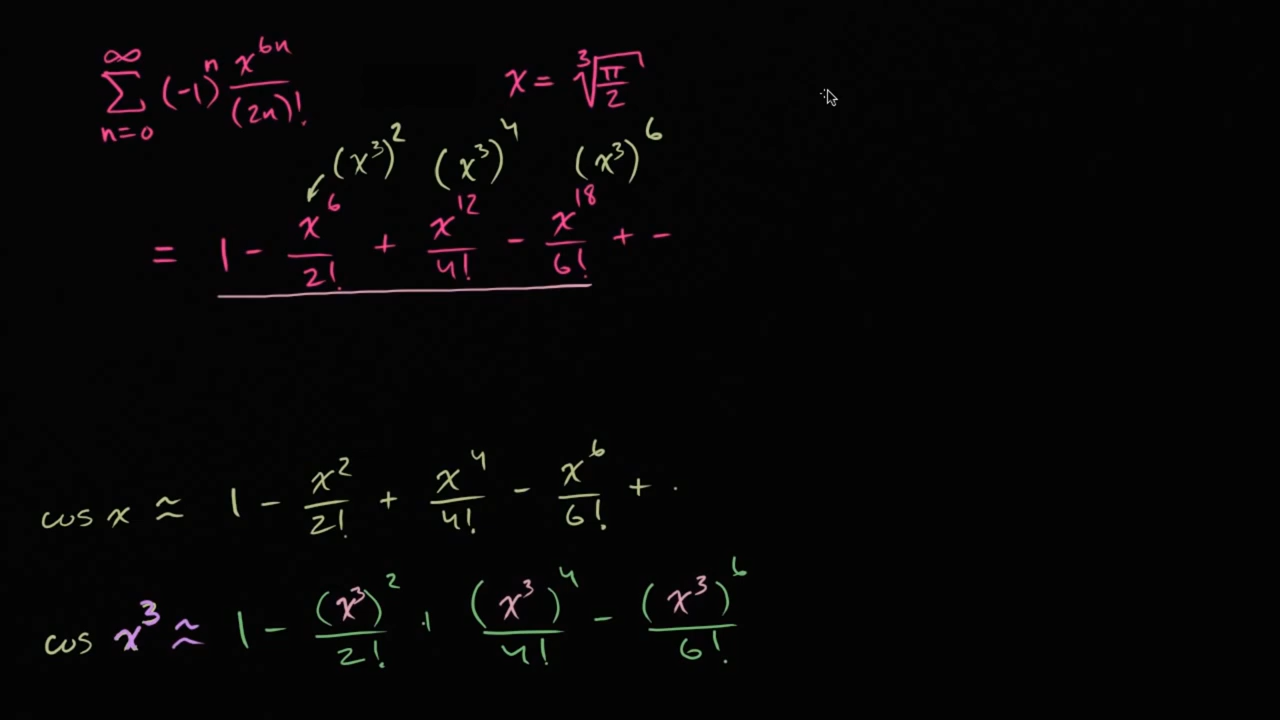 ∞∑n=0 (-1)ⁿ x⁶ⁿ/(2n)!    x = ∛(π/2)
(x³)² (x³)⁴ (x³)⁶
= 1 - x⁶/2! + x¹²/4! - x¹⁸/6! + -
cos x ≈ 1 - x²/2! + x⁴/4! - x⁶/6! + .
cos x³ ≈ 1 - (x³)²/2! + (x³)⁴/4! - (x³)⁶/6!